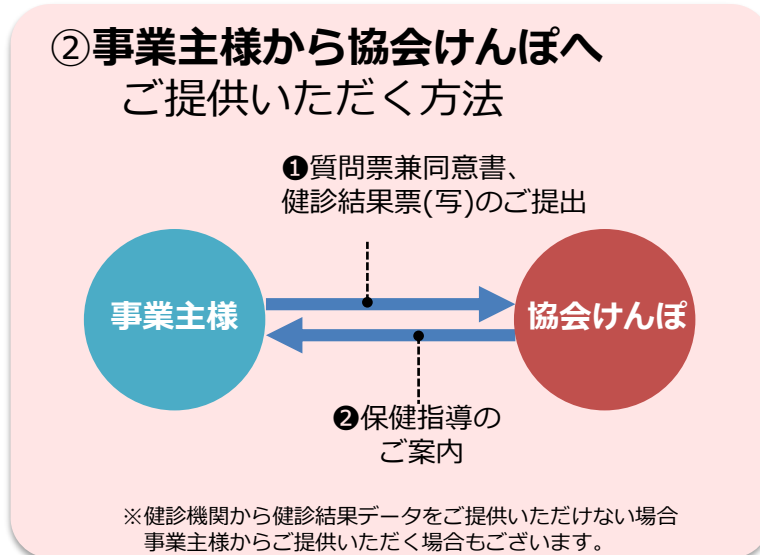 ②事業主様から協会けんぽへ
ご提供いただく方法
❶質問票兼同意書、
健診結果票(写)のご提出
事業主様
協会けんぽ
❷保健指導の
ご案内
※健診機関から健診結果データをご提供いただけない場合
事業主様からご提供いただく場合もございます。